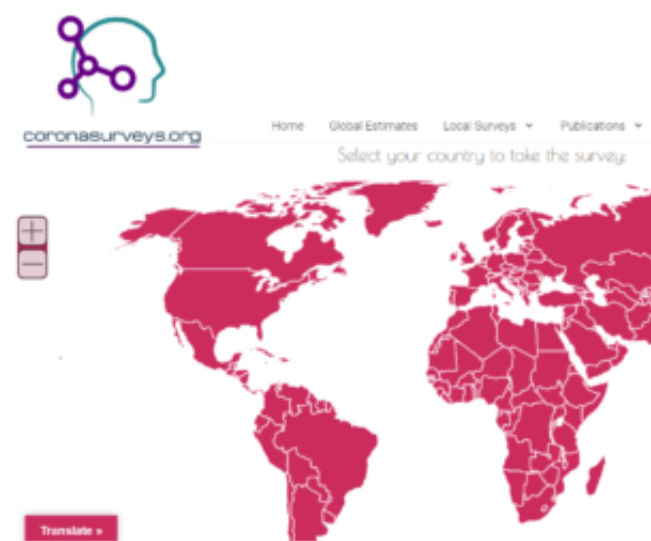 coronasurveys.org
Home Global Estimates Local Surveys Publications
Select your country to take the survey:
+
−
Translate »